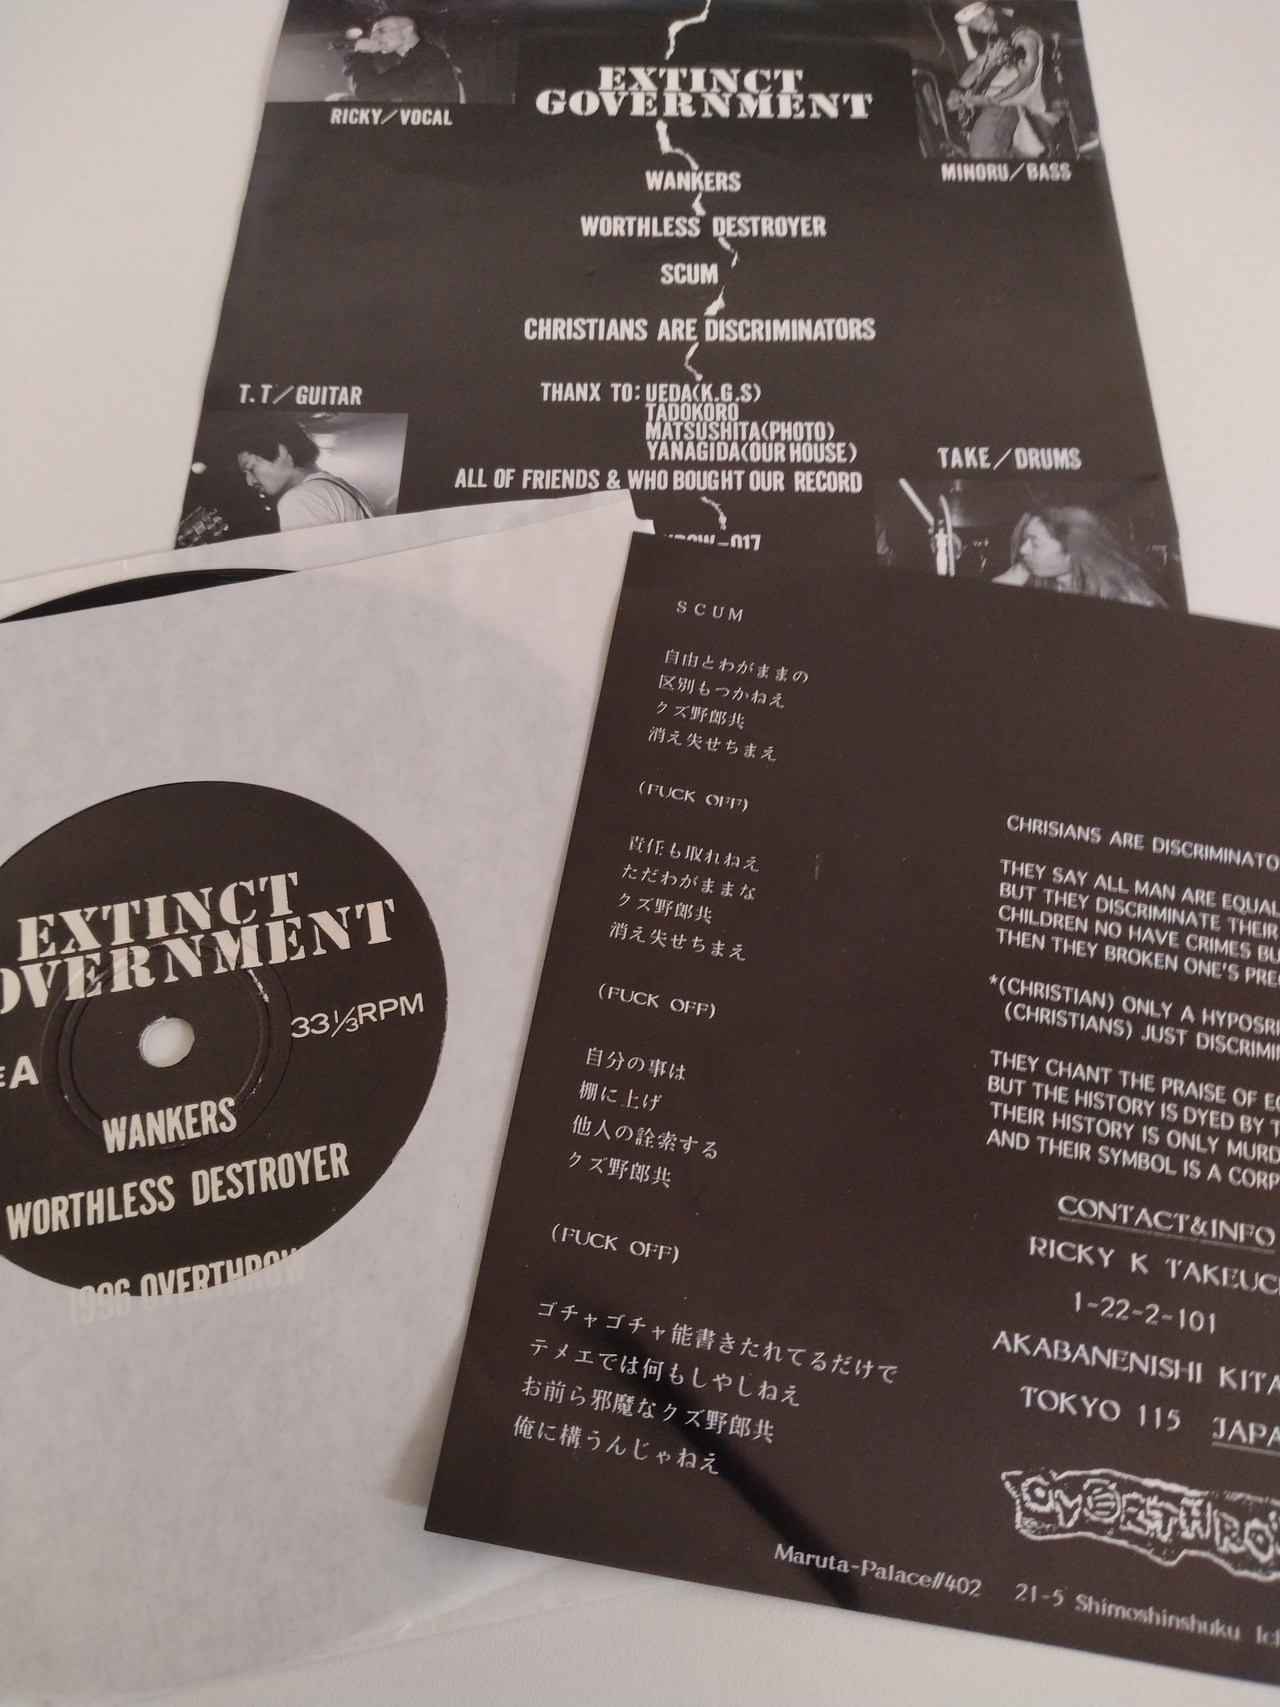 EXTINCT
GOVERNMENT
RICKY/VOCAL
MINORU/BASS
WANKERS
WORTHLESS DESTROYER
SCUM
CHRISTIANS ARE DISCRIMINATORS
T.T/GUITAR
THANX TO: UEDA(K.G.S)
TADOKORO
MATSUSHITA(PHOTO)
YANAGIDA(OUR HOUSE)
TAKE/DRUMS
ALL OF FRIENDS & WHO BOUGHT OUR RECORD
-017
EXTINCT
OVERNMENT
33⅓RPM
A
WANKERS
WORTHLESS DESTROYER
1996 OVERTHROW
SCUM
自由とわがままの
区別もつかねえ
クズ野郎共
消え失せちまえ
(FUCK OFF)
責任も取れねえ
ただわがままな
クズ野郎共
消え失せちまえ
(FUCK OFF)
自分の事は
棚に上げ
他人の詮索する
クズ野郎共
(FUCK OFF)
ゴチャゴチャ能書きたれてるだけで
テメエでは何もしやしねえ
お前ら邪魔なクズ野郎共
俺に構うんじゃねえ
CHRISIANS ARE DISCRIMINATO
THEY SAY ALL MAN ARE EQUAL
BUT THEY DISCRIMINATE THEIR
CHILDREN NO HAVE CRIMES BU
THEN THEY BROKEN ONE'S PRE
*(CHRISTIAN) ONLY A HYPOSR
(CHRISTIANS) JUST DISCRIMI
THEY CHANT THE PRAISE OF E
BUT THE HISTORY IS DYED BY T
THEIR HISTORY IS ONLY MURD
AND THEIR SYMBOL IS A CORP
CONTACT&INFO
RICKY K TAKEUC
1-22-2-101
AKABANENISHI KITA
TOKYO 115 JAPA
OVERTHRO
Maruta-Palace#402 21-5 Shimoshinshuku Ic